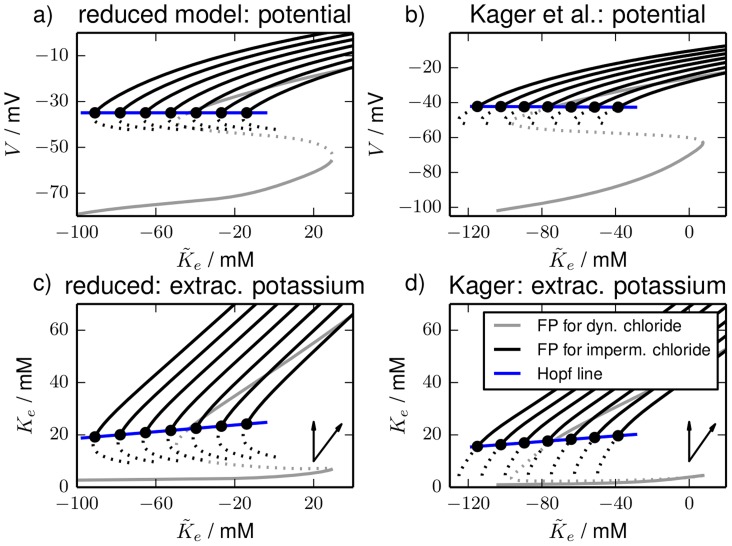 a) reduced model: potential
−10
−30
−50
−70
V / mV
−100 −60 −20 20
K̃e / mM
b) Kager et al.: potential
−20
−40
−60
−80
−100
V / mV
−120 −80 −40 0
K̃e / mM
c) reduced: extrac. potassium
60
40
20
0
Ke / mM
−100 −60 −20 20
K̃e / mM
d) Kager: extrac. potassium
60
40
20
0
Ke / mM
−120 −80 −40 0
K̃e / mM
FP for dyn. chloride
FP for imperm. chloride
Hopf line